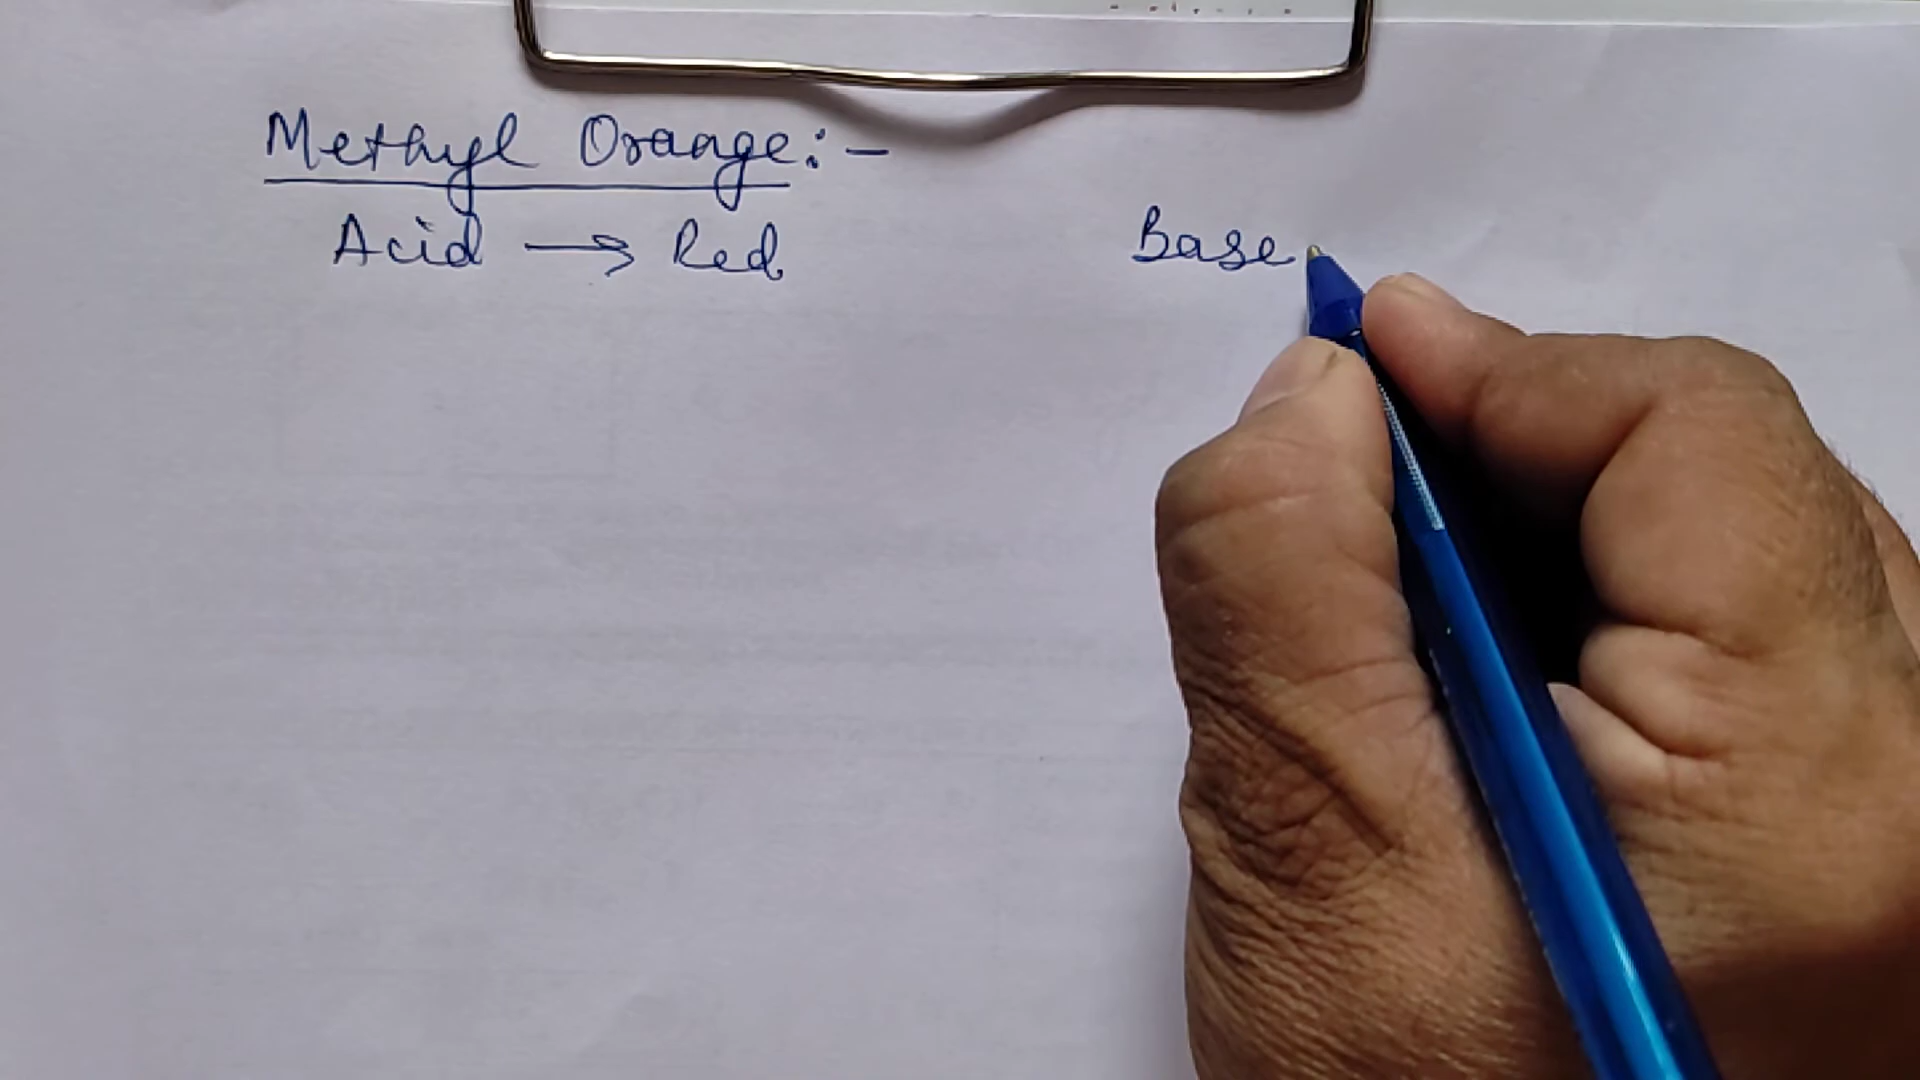 Methyl Orange:-
Acid → Red Base